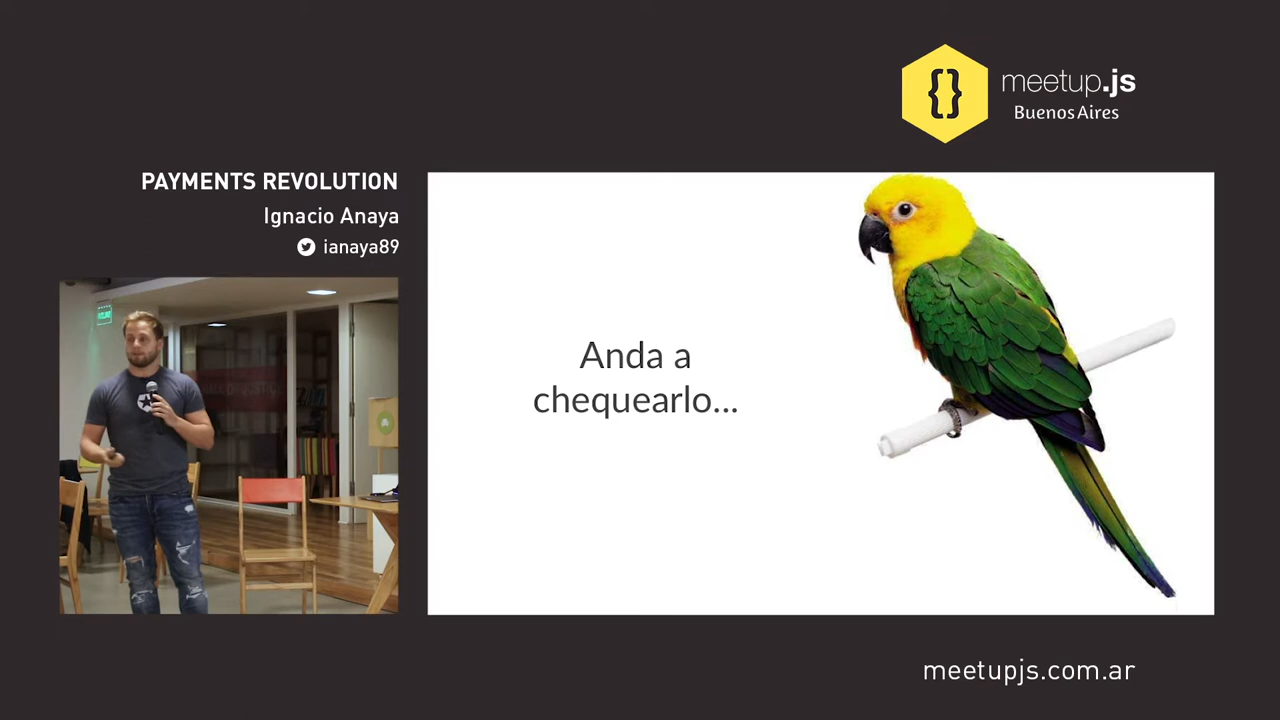 {} meetup.js
Buenos Aires
PAYMENTS REVOLUTION
Ignacio Anaya
ianaya89
Anda a
chequearlo...
meetupjs.com.ar